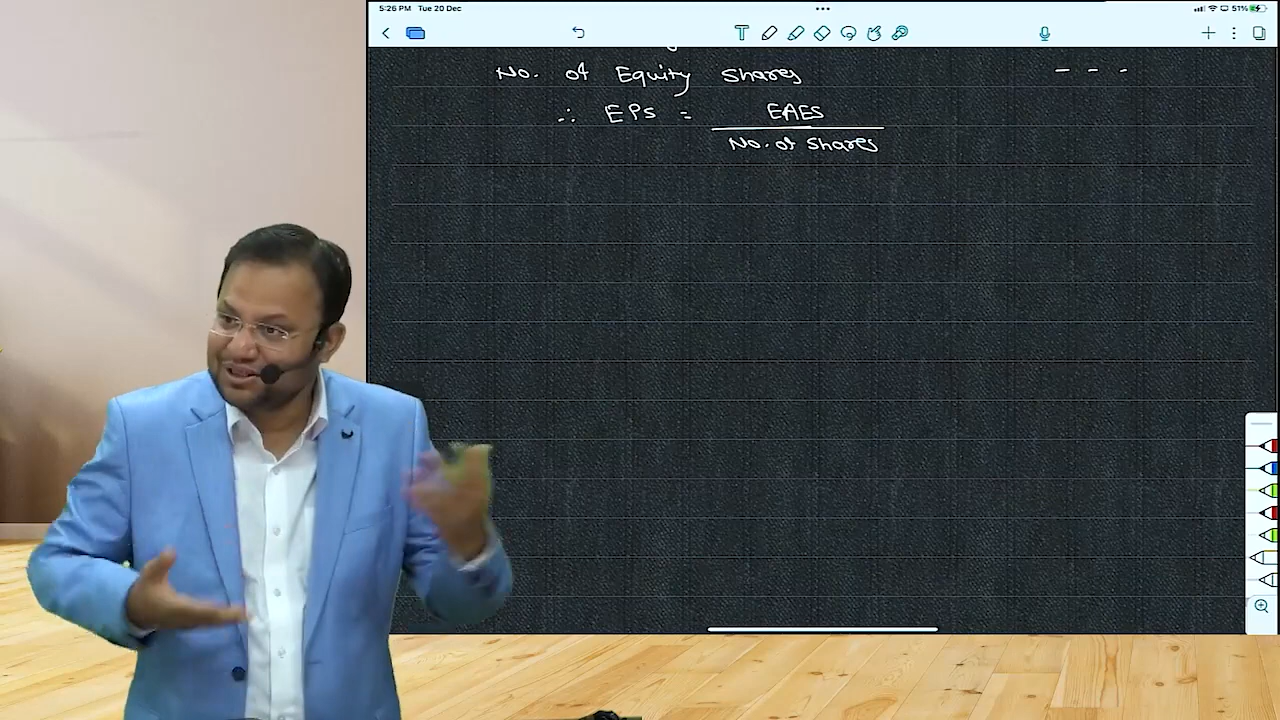 5:26 PM Tue 20 Dec
51%
No. of Equity Shares
∴ EPS = EAES
No. of Shares